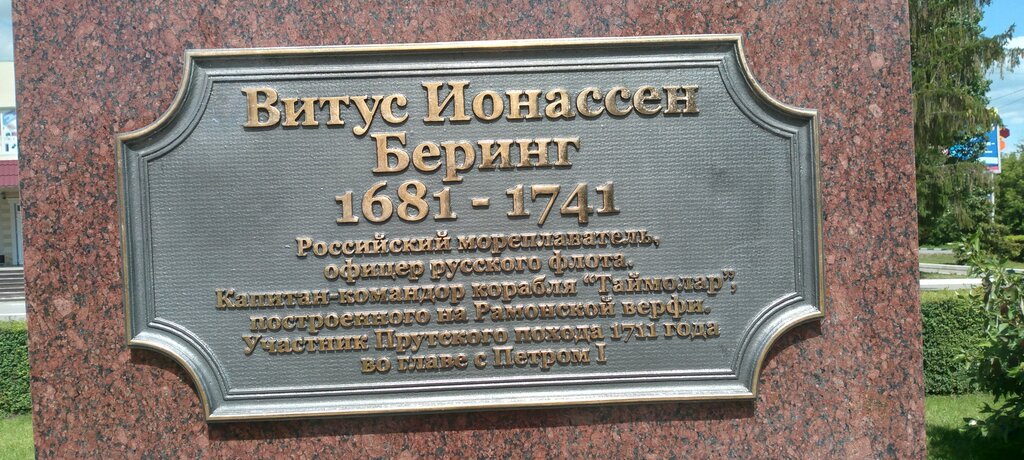 Витус Ионассен
Беринг
1681 - 1741
Российский мореплаватель,
офицер русского флота.
Капитан-командор корабля "Таймолар",
построенного на Рамонской верфи.
Участник Прутского похода 1711 года
во главе с Петром I